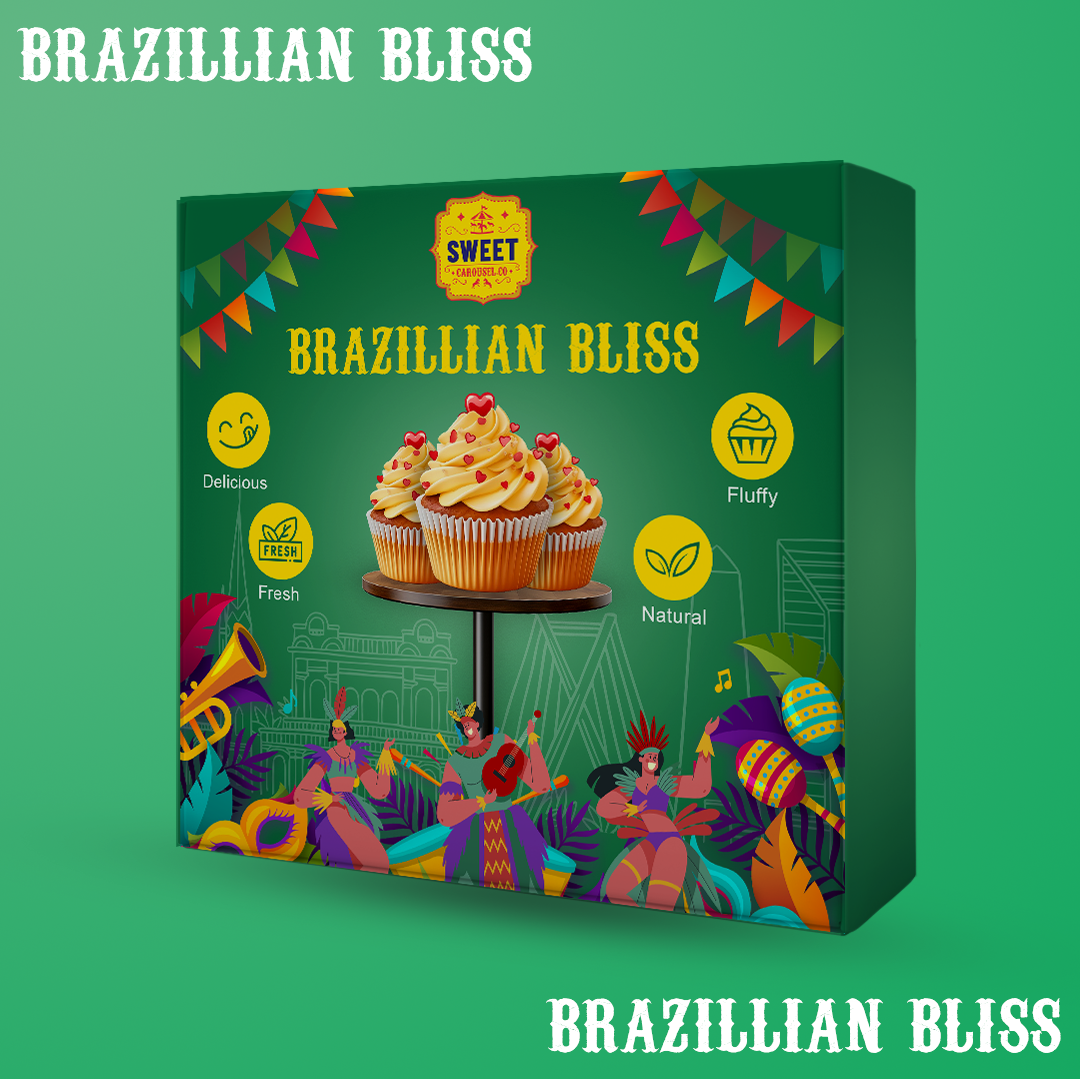 BRAZILLIAN BLISS
SWEET
CAROUSEL.CO
BRAZILLIAN BLISS
Delicious
Fluffy
FRESH
Fresh
Natural
BRAZILLIAN BLISS